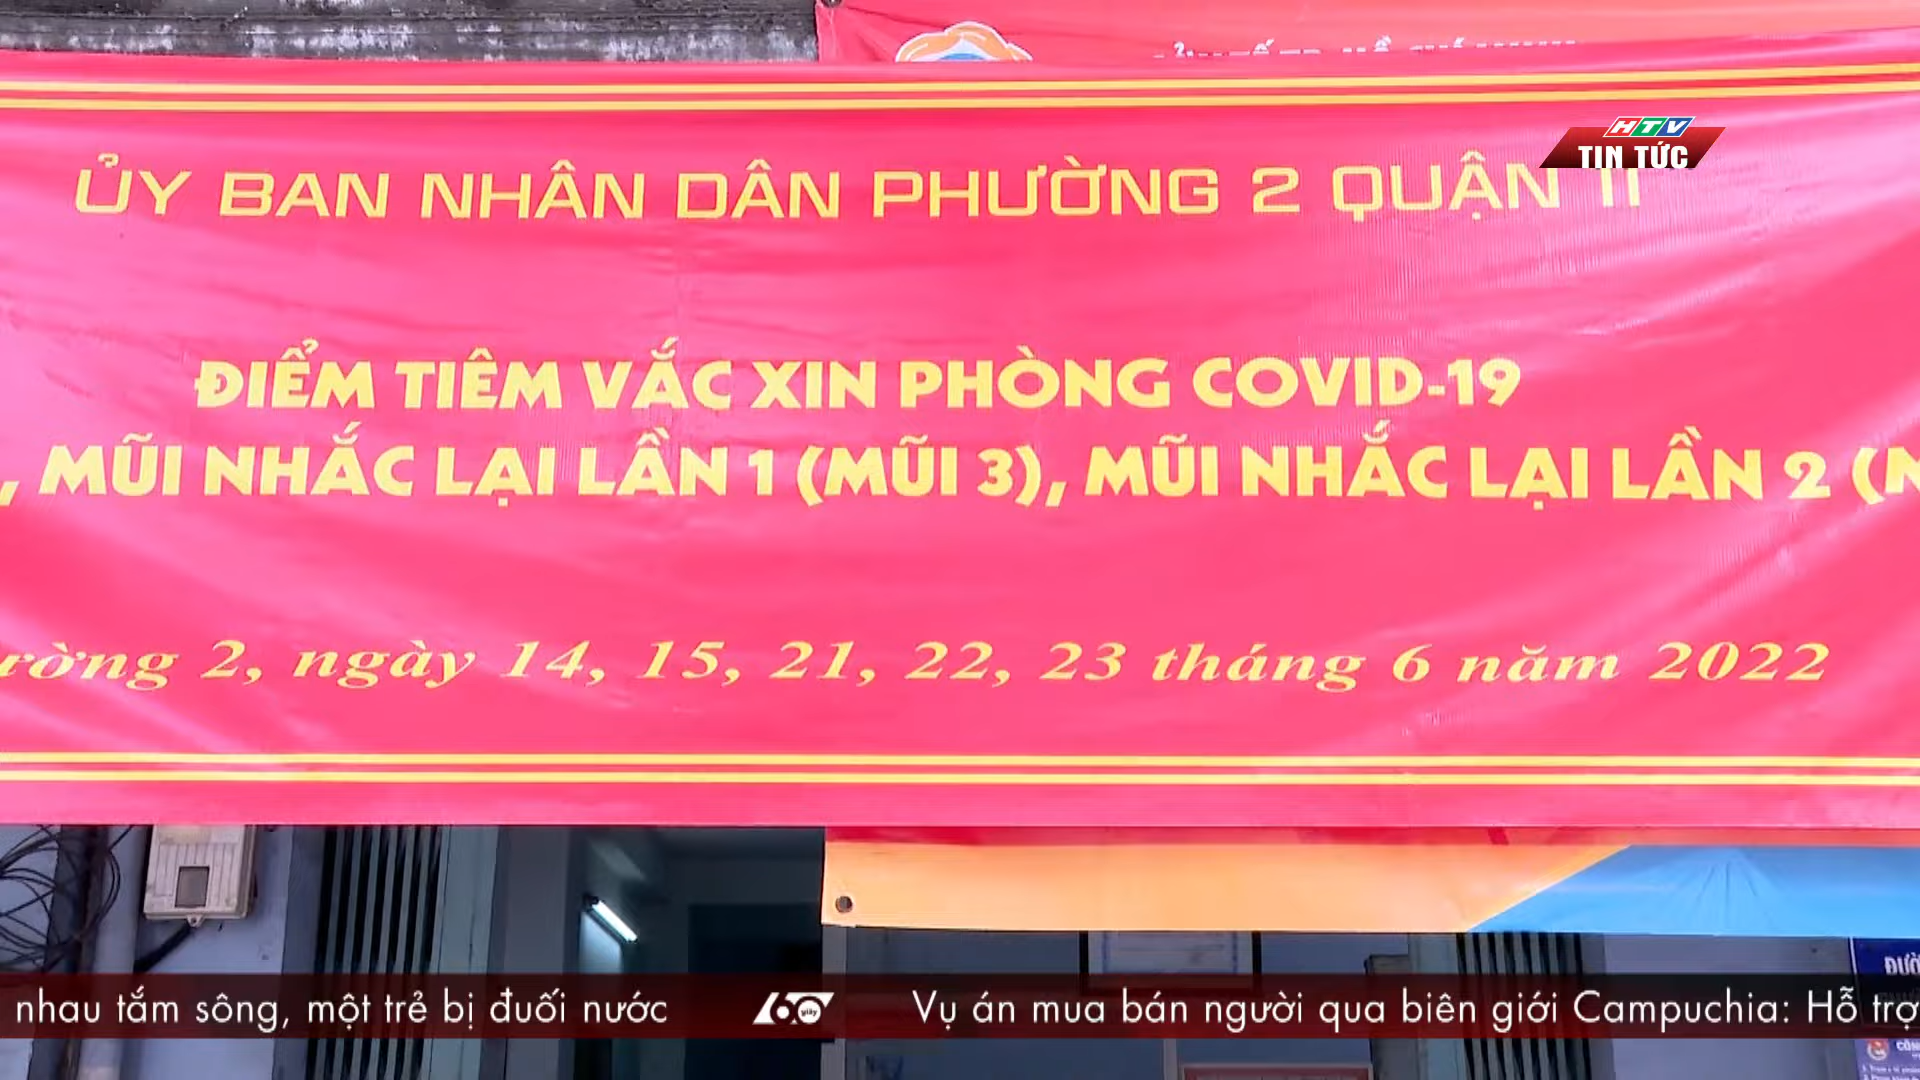 HTV
TIN TỨC
ỦY BAN NHÂN DÂN PHƯỜNG 2 QUẬN 11
ĐIỂM TIÊM VẮC XIN PHÒNG COVID-19
, MŨI NHẮC LẠI LẦN 1 (MŨI 3), MŨI NHẮC LẠI LẦN 2 (
ường 2, ngày 14, 15, 21, 22, 23 tháng 6 năm 2022
nhau tắm sông, một trẻ bị đuối nước 60 giây Vụ án mua bán người qua biên giới Campuchia: Hỗ trợ